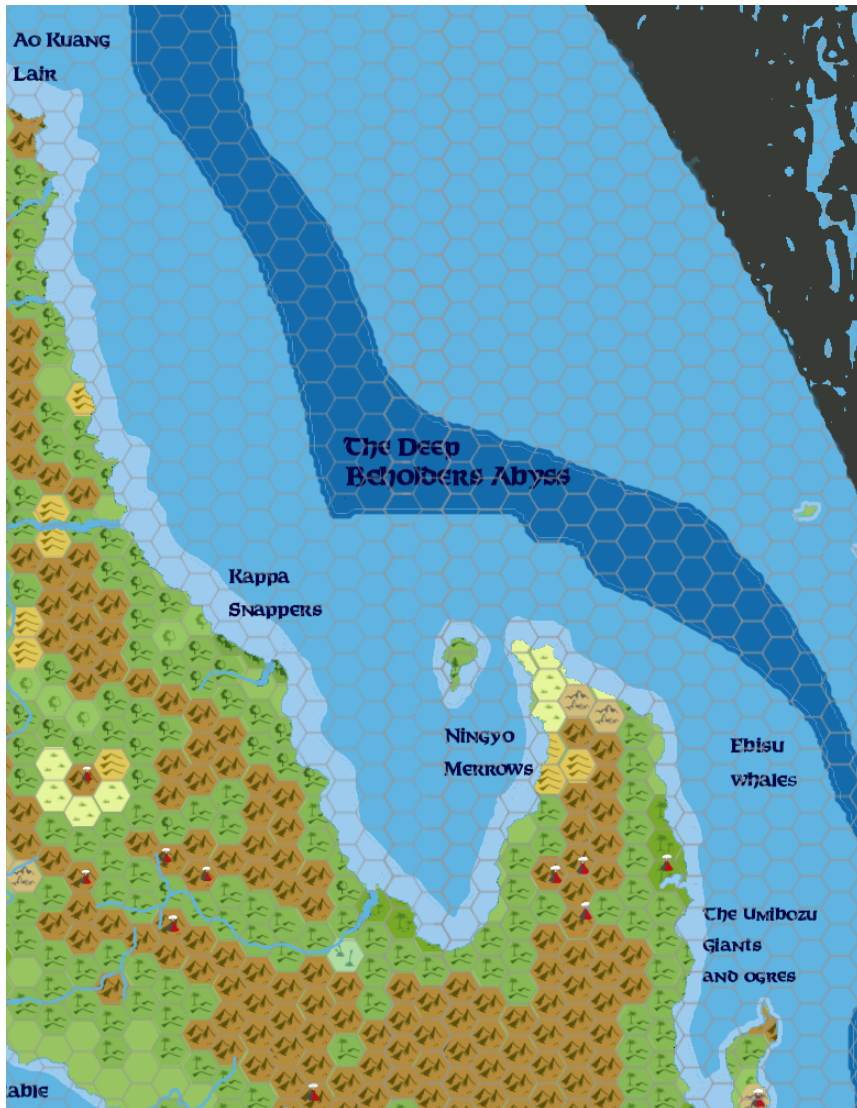 Ao Kuang
Lair
The Deep
Beholders Abyss
Kappa
Snappers
Ningyo
Merrows
Ebisu
whales
The Umibozu
Giants
and ogres
able